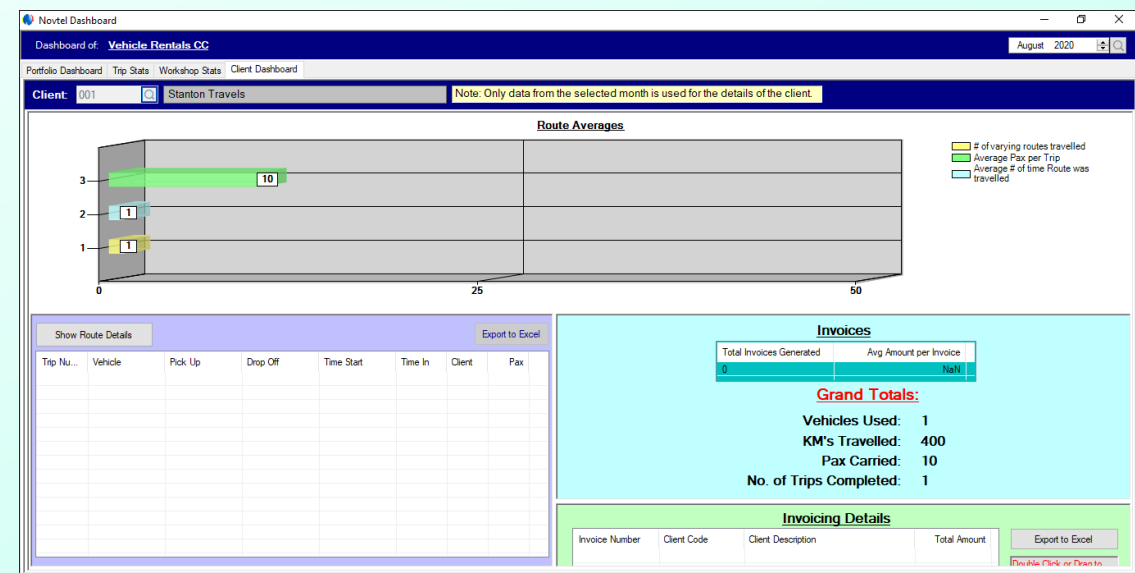 Novtel Dashboard
Dashboard of: Vehicle Rentals CC
August 2020
Portfolio Dashboard Trip Stats Workshop Stats Client Dashboard
Client: 001 Stanton Travels Note: Only data from the selected month is used for the details of the client.
Route Averages
# of varying routes travelled
Average Pax per Trip
Average # of time Route was
travelled
3 10
2 1
1 1
0 25 50
Show Route Details Export to Excel
Trip Nu... Vehicle Pick Up Drop Off Time Start Time In Client Pax
Invoices
Total Invoices Generated Avg Amount per Invoice
0 NaN
Grand Totals:
Vehicles Used: 1
KM's Travelled: 400
Pax Carried: 10
No. of Trips Completed: 1
Invoicing Details
Invoice Number Client Code Client Description Total Amount Export to Excel
Double Click or Drag to